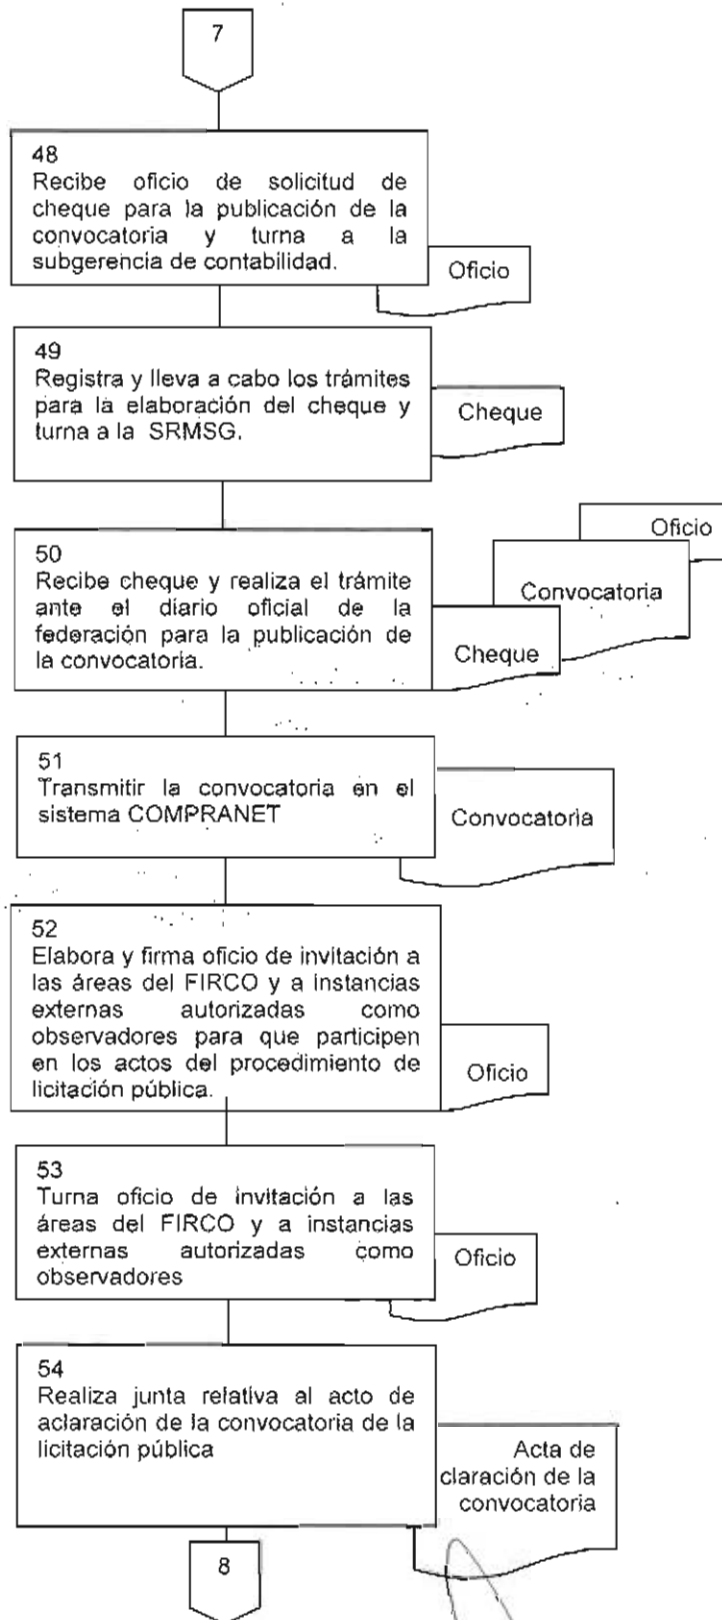 7
48
Recibe oficio de solicitud de
cheque para la publicación de la
convocatoria y turna a la
subgerencia de contabilidad.
Oficio
49
Registra y lleva a cabo los trámites
para la elaboración del cheque y
turna a la SRMSG.
Cheque
50
Recibe cheque y realiza el trámite
ante el diario oficial de la
federación para la publicación de
la convocatoria.
Oficio
Convocatoria
Cheque
51
Transmitir la convocatoria en el
sistema COMPRANET
Convocatoria
52
Elabora y firma oficio de invitación a
las áreas del FIRCO y a instancias
externas autorizadas como
observadores para que participen
en los actos del procedimiento de
licitación pública.
Oficio
53
Turna oficio de invitación a las
áreas del FIRCO y a instancias
externas autorizadas como
observadores
Oficio
54
Realiza junta relativa al acto de
aclaración de la convocatoria de la
licitación pública
Acta de
claración de la
convocatoria
8